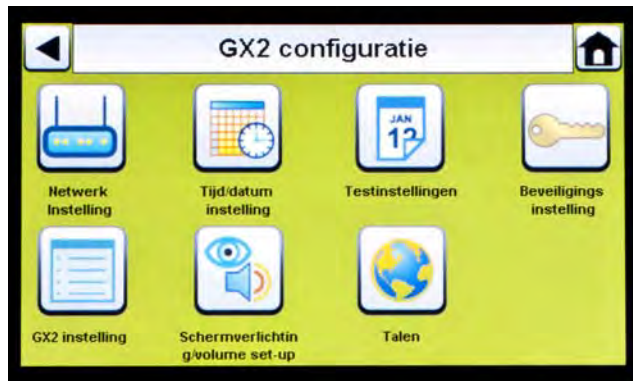 GX2 configuratie
JAN
12
Netwerk
Instelling
Tijd/datum
instelling
Testinstellingen
Beveiligings
instelling
GX2 instelling
Schermverlichtin
g/volume set-up
Talen